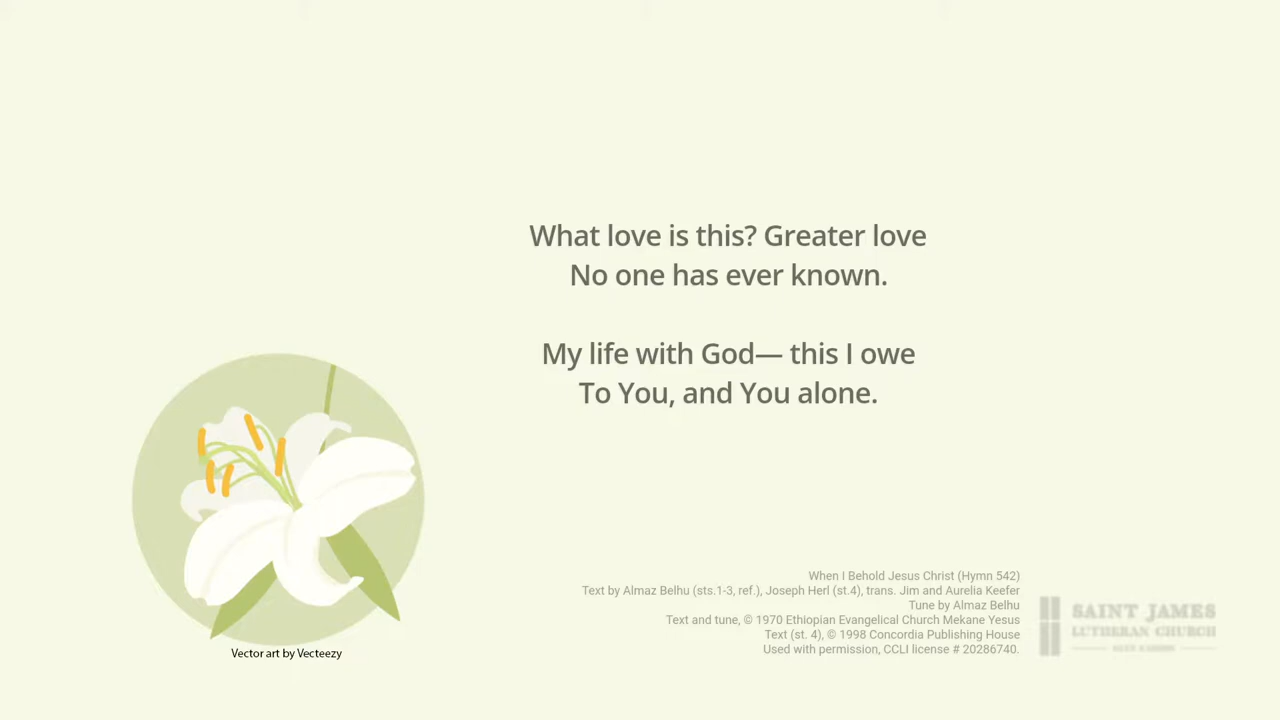 What love is this? Greater love
No one has ever known.
My life with God— this I owe
To You, and You alone.
When I Behold Jesus Christ (Hymn 542)
Text by Almaz Belhu (sts.1-3, ref.), Joseph Herl (st.4), trans. Jim and Aurelia Keefer
Tune by Almaz Belhu
Text and tune, © 1970 Ethiopian Evangelical Church Mekane Yesus
Text (st. 4), © 1998 Concordia Publishing House
Used with permission, CCLI license # 20286740.
SAINT JAMES
LUTHERAN CHURCH
Vector art by Vecteezy